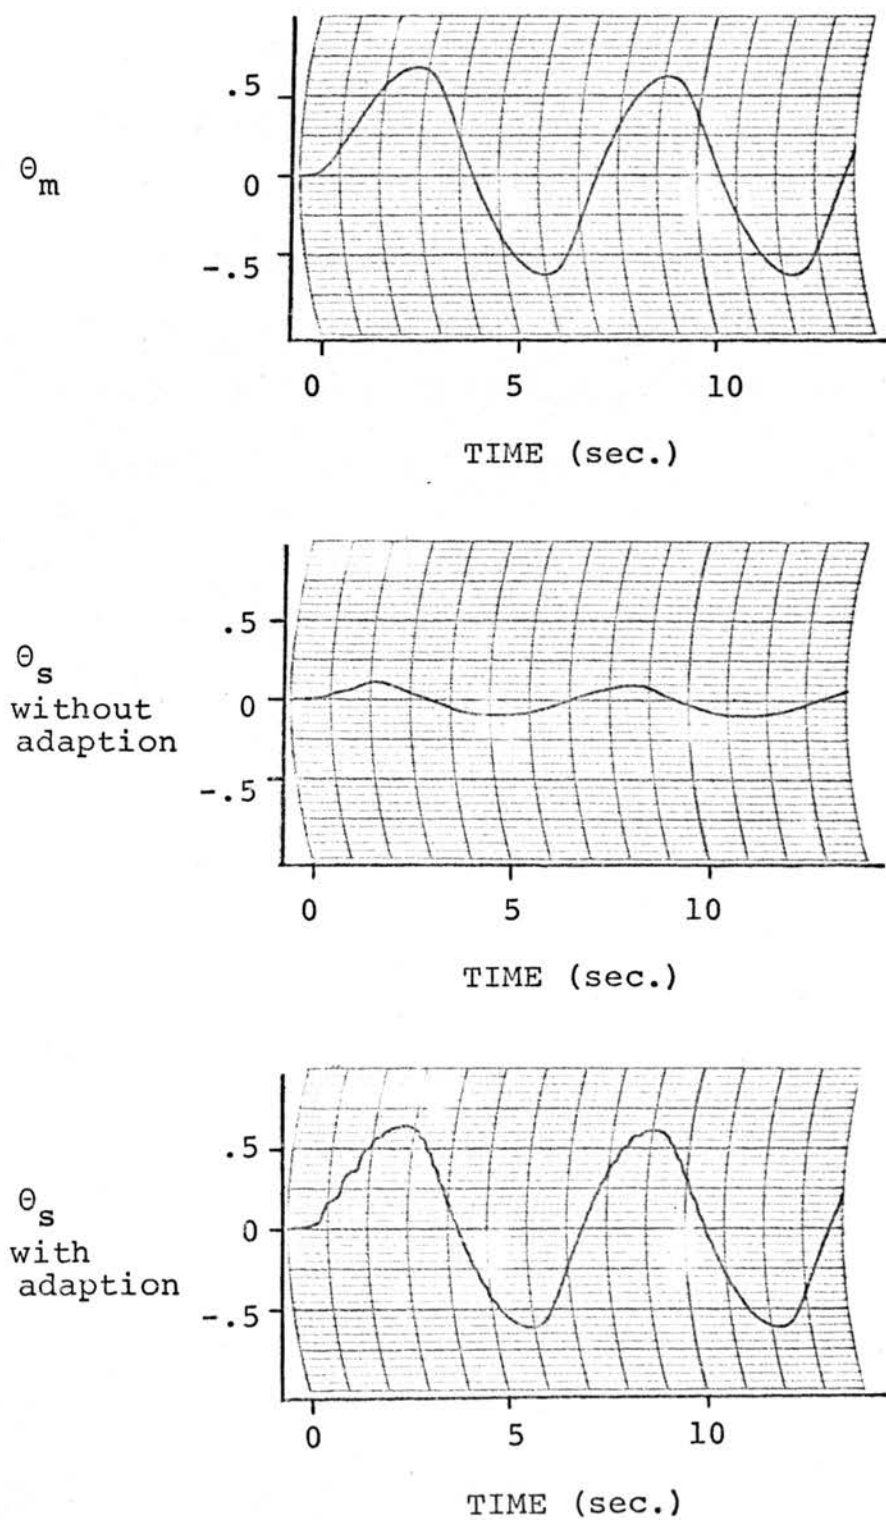 .5
Θm
0
-.5
0 5 10
TIME (sec.)
.5
Θs
without
adaption
0
-.5
0 5 10
TIME (sec.)
.5
Θs
with
adaption
0
-.5
0 5 10
TIME (sec.)